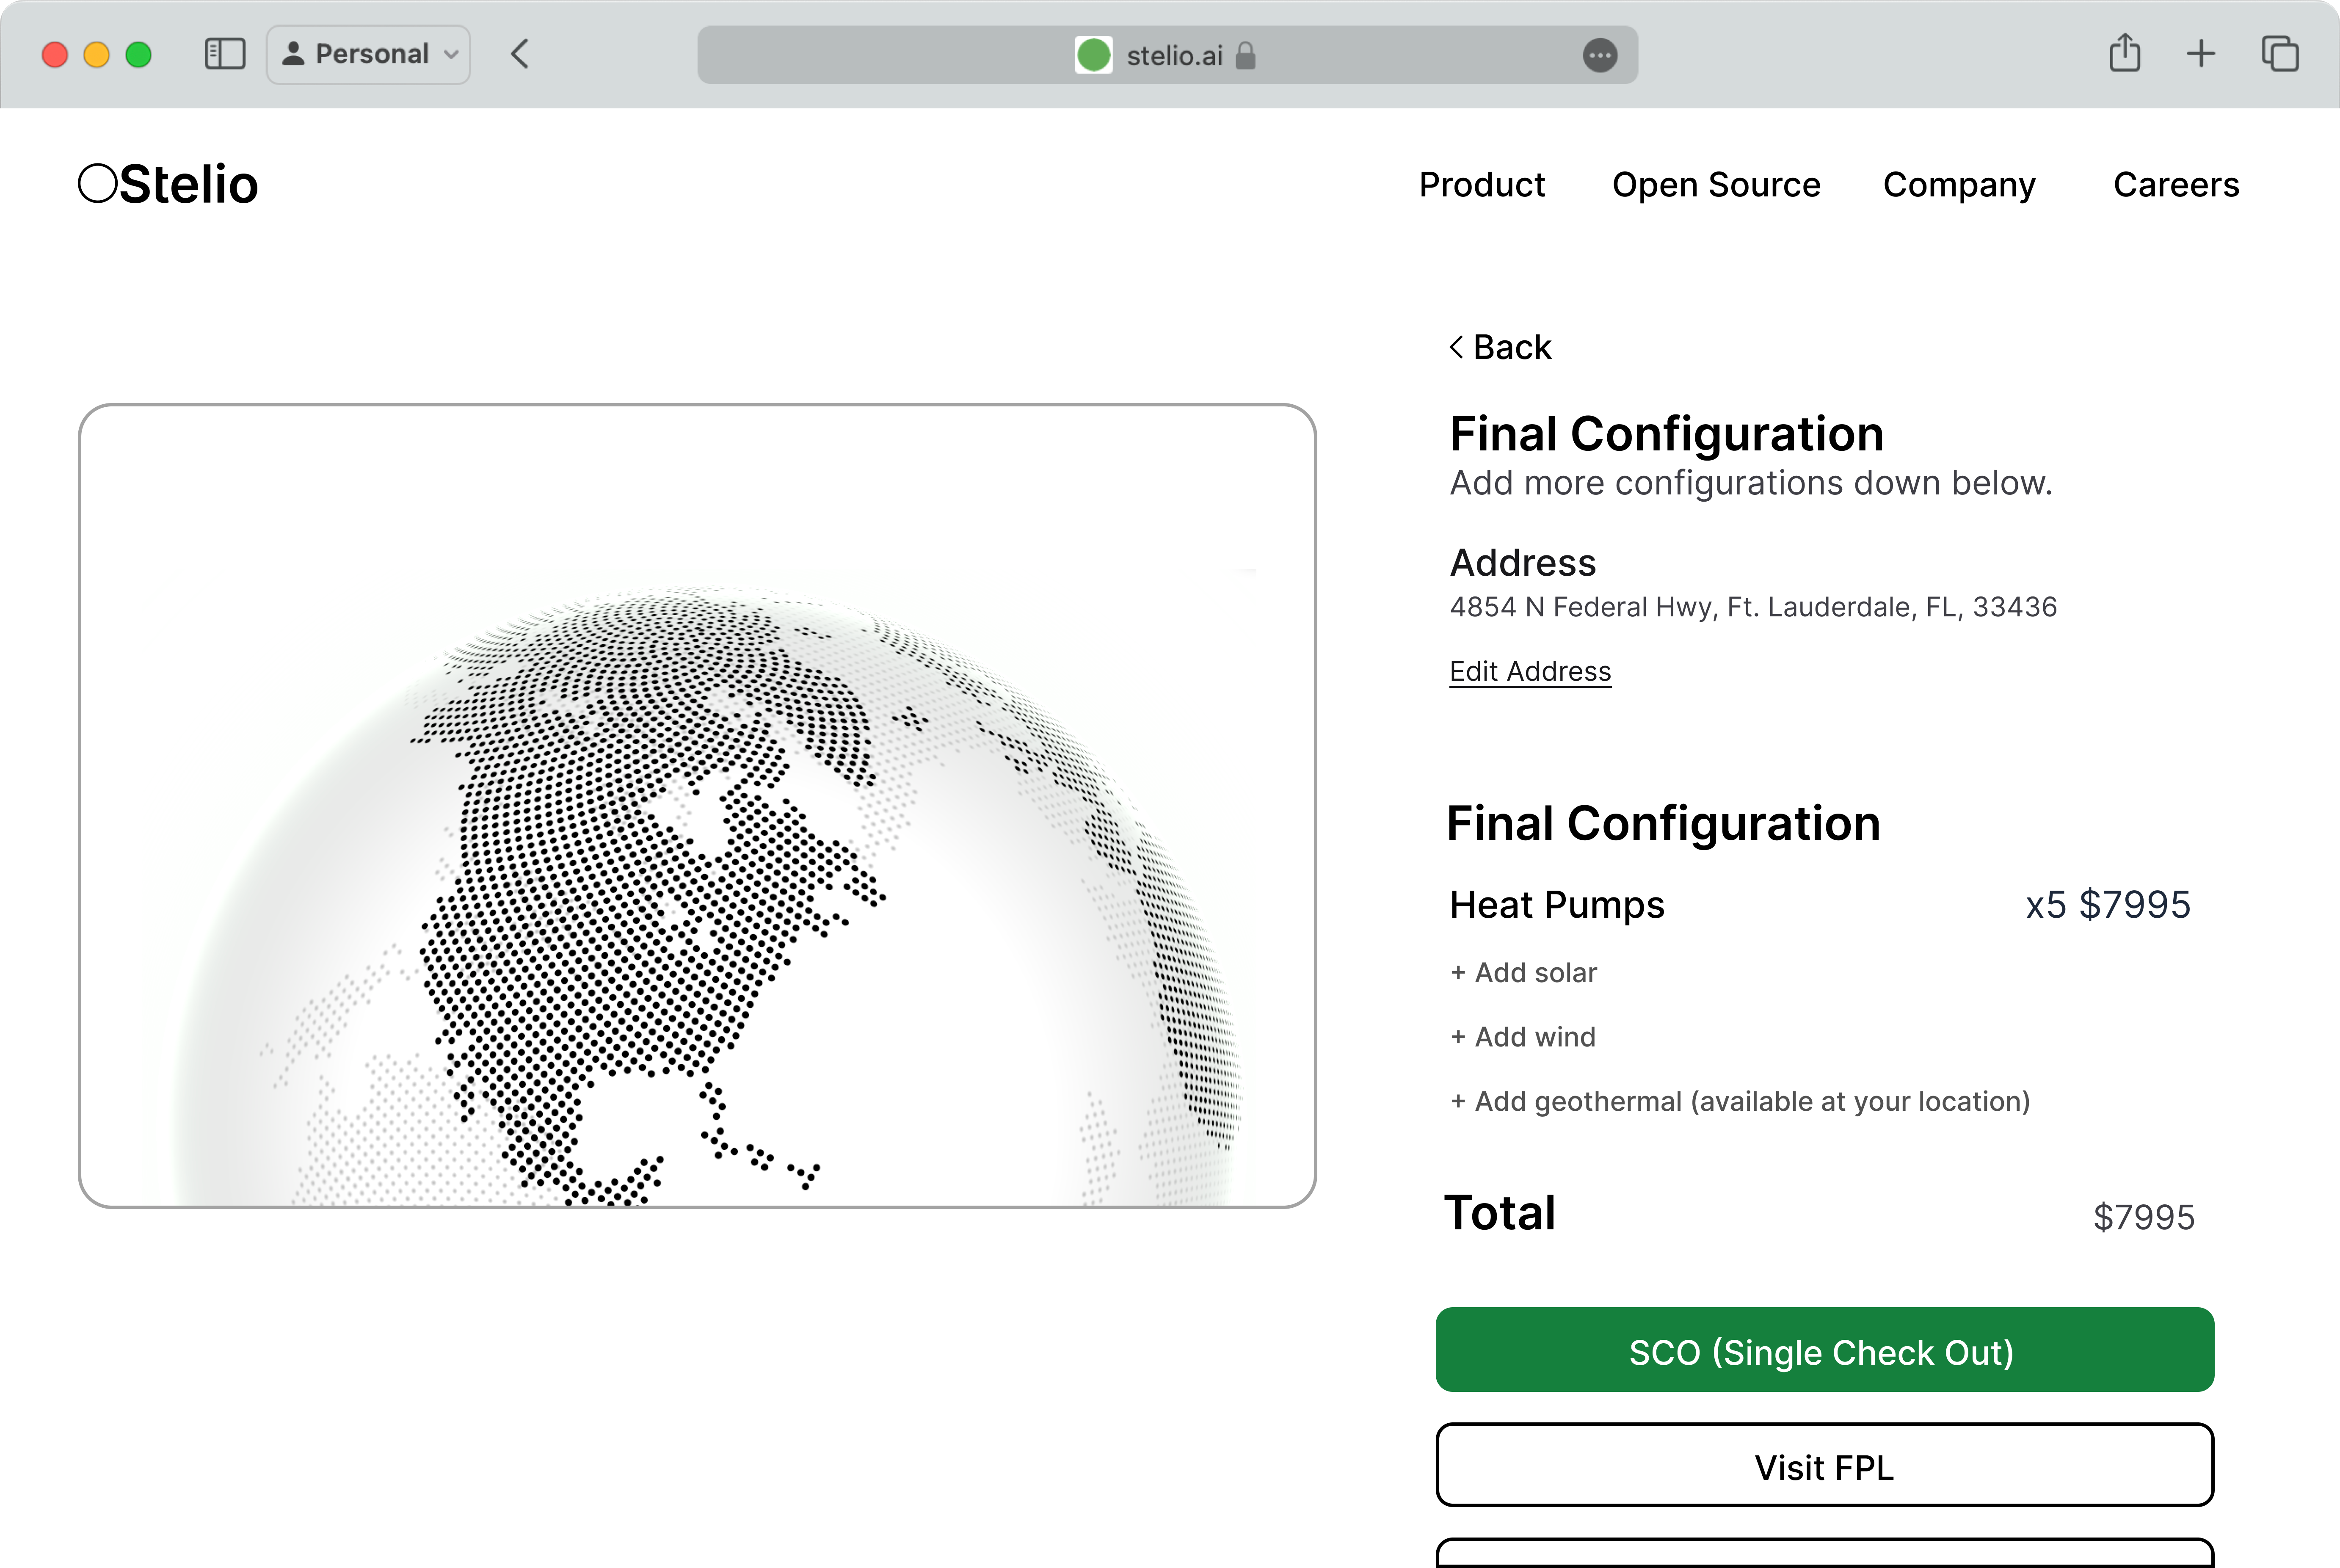 Personal
stelio.ai
Stelio
Product Open Source Company Careers
Back
Final Configuration
Add more configurations down below.
Address
4854 N Federal Hwy, Ft. Lauderdale, FL, 33436
Edit Address
Final Configuration
Heat Pumps x5 $7995
+ Add solar
+ Add wind
+ Add geothermal (available at your location)
Total $7995
SCO (Single Check Out)
Visit FPL